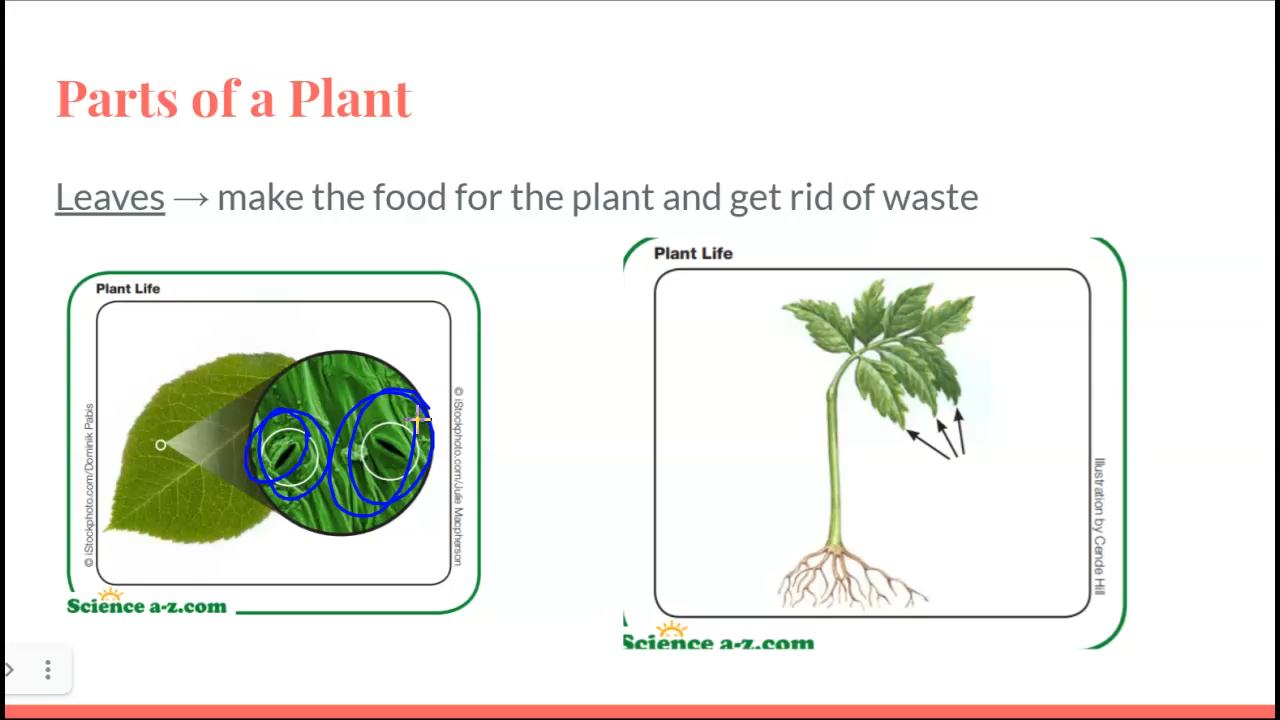 Parts of a Plant
Leaves → make the food for the plant and get rid of waste
Plant Life
© iStockphoto.com/Dominik Pabis
© iStockphoto.com/Julie Macpherson
Science a-z.com
Plant Life
Illustration by Cende Hill
Science a-z.com